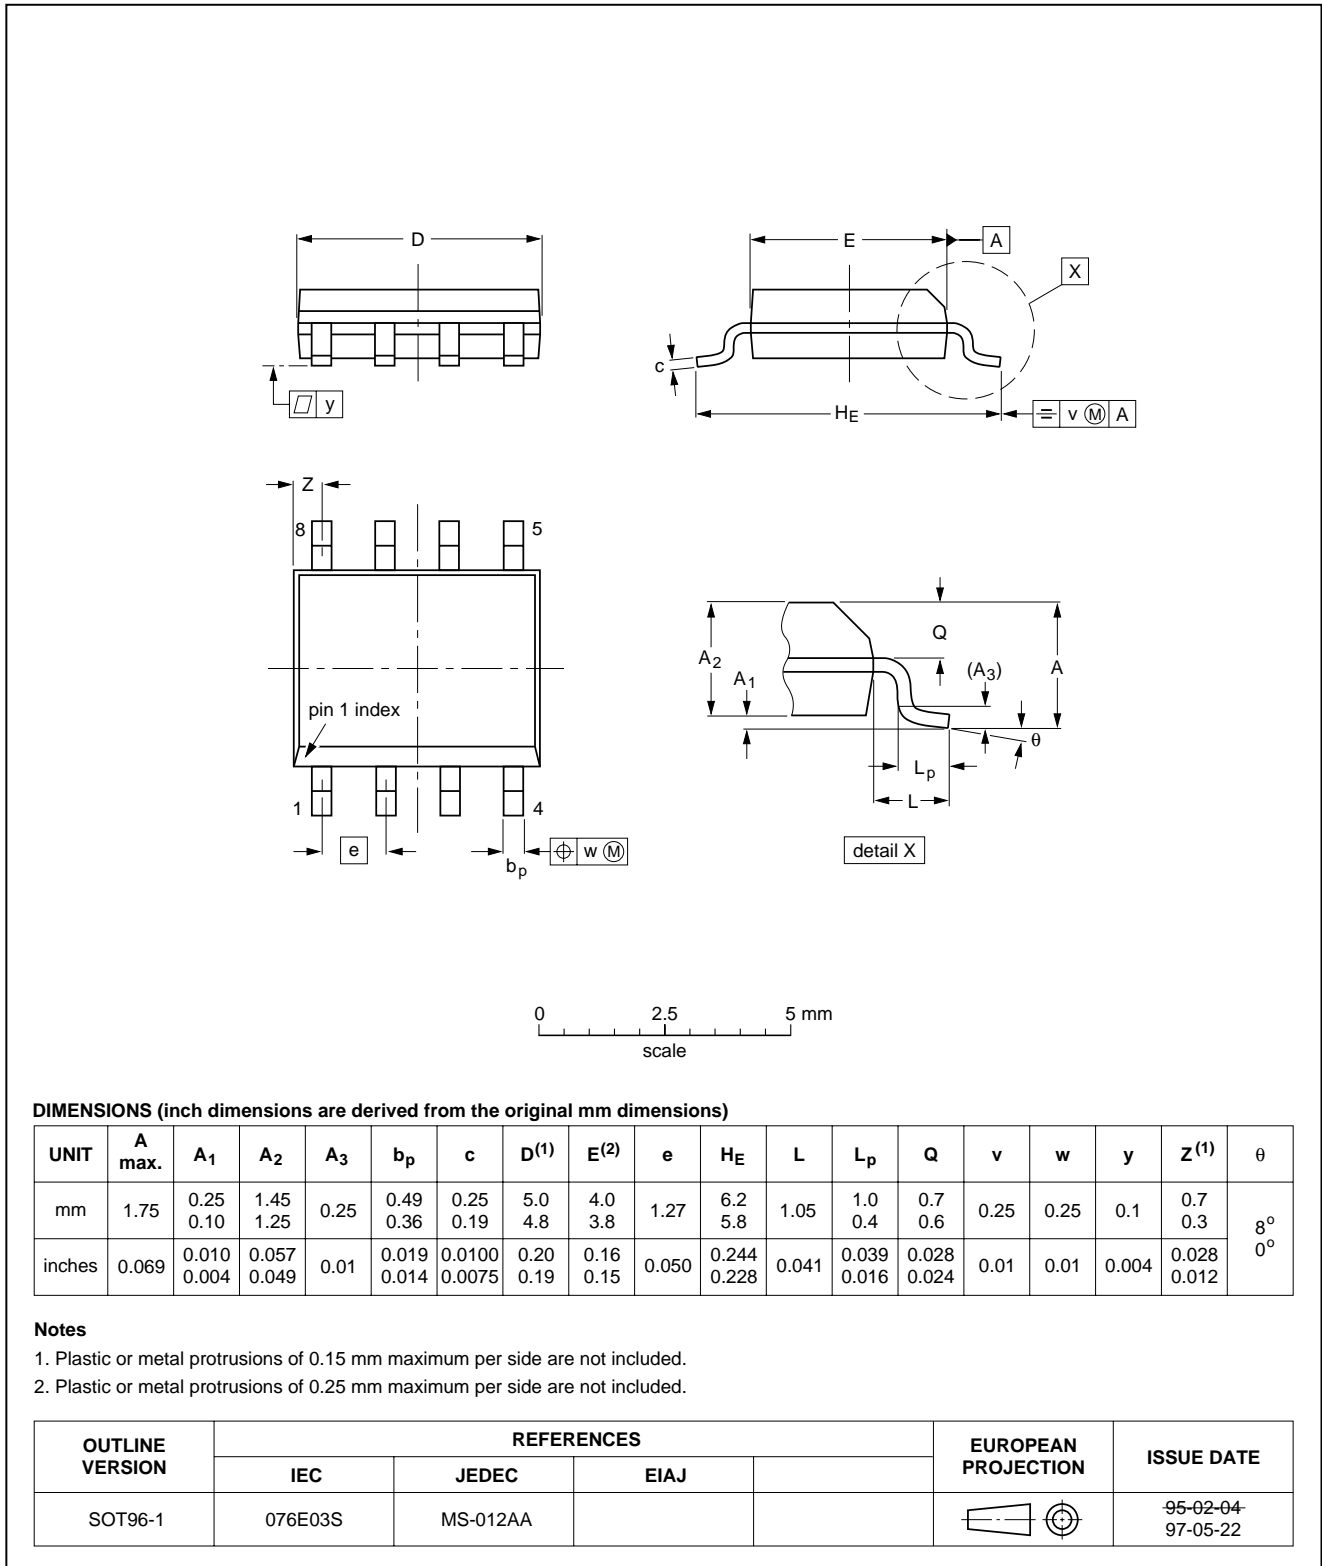 D
E
A
X
c
y
HE
v M A
Z
8
5
pin 1 index
1
4
e
bp
w M
Q
A2
A
A1
(A3)
θ
Lp
L
detail X
0 2.5 5 mm
scale
DIMENSIONS (inch dimensions are derived from the original mm dimensions)
UNIT A max. A1 A2 A3 bp c D(1) E(2) e HE L Lp Q v w y Z(1) θ
mm 1.75 0.25 0.10 1.45 1.25 0.25 0.49 0.36 0.25 0.19 5.0 4.8 4.0 3.8 1.27 6.2 5.8 1.05 1.0 0.4 0.7 0.6 0.25 0.25 0.1 0.7 0.3 8o 0o
inches 0.069 0.010 0.004 0.057 0.049 0.01 0.019 0.014 0.0100 0.0075 0.20 0.19 0.16 0.15 0.050 0.244 0.228 0.041 0.039 0.016 0.028 0.024 0.01 0.01 0.004 0.028 0.012
Notes
1. Plastic or metal protrusions of 0.15 mm maximum per side are not included.
2. Plastic or metal protrusions of 0.25 mm maximum per side are not included.
OUTLINE VERSION REFERENCES EUROPEAN PROJECTION ISSUE DATE
IEC JEDEC EIAJ
SOT96-1 076E03S MS-012AA 95-02-04
97-05-22